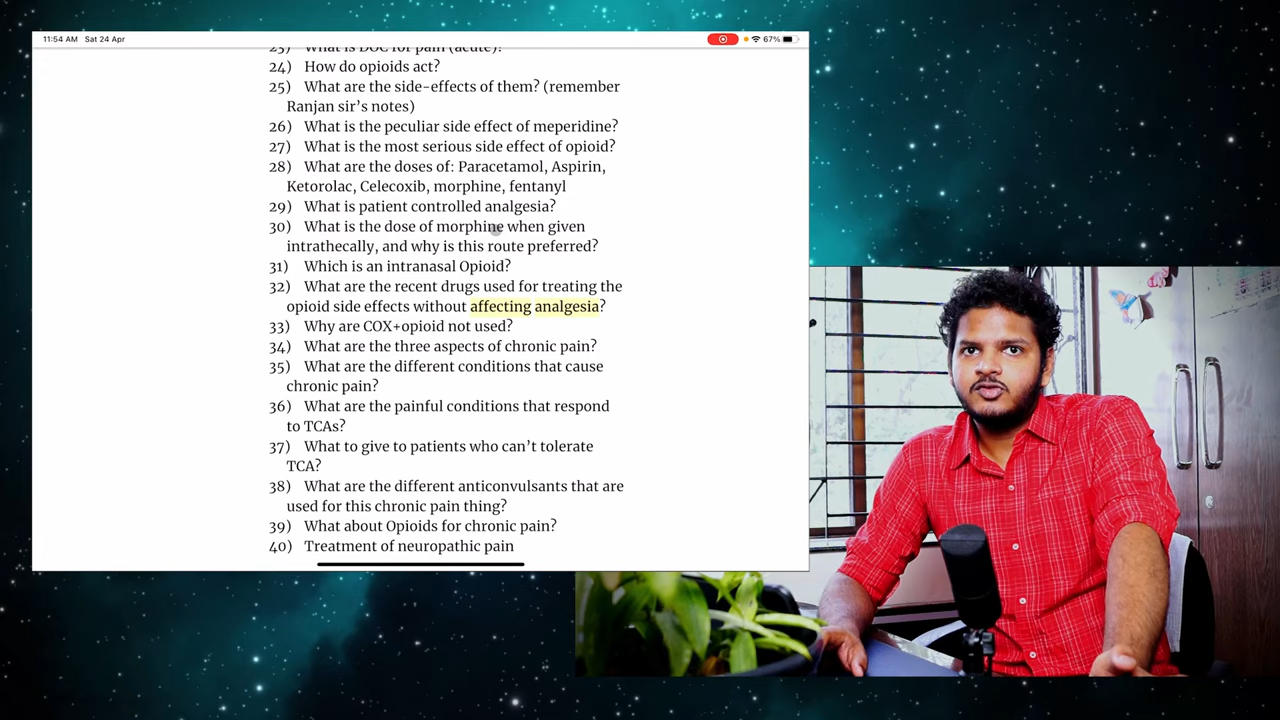 11:54 AM Sat 24 Apr
67%
23) What is DOC for pain (acute)?
24) How do opioids act?
25) What are the side-effects of them? (remember
Ranjan sir's notes)
26) What is the peculiar side effect of meperidine?
27) What is the most serious side effect of opioid?
28) What are the doses of: Paracetamol, Aspirin,
Ketorolac, Celecoxib, morphine, fentanyl
29) What is patient controlled analgesia?
30) What is the dose of morphine when given
intrathecally, and why is this route preferred?
31) Which is an intranasal Opioid?
32) What are the recent drugs used for treating the
opioid side effects without affecting analgesia?
33) Why are COX+opioid not used?
34) What are the three aspects of chronic pain?
35) What are the different conditions that cause
chronic pain?
36) What are the painful conditions that respond
to TCAs?
37) What to give to patients who can't tolerate
TCA?
38) What are the different anticonvulsants that are
used for this chronic pain thing?
39) What about Opioids for chronic pain?
40) Treatment of neuropathic pain